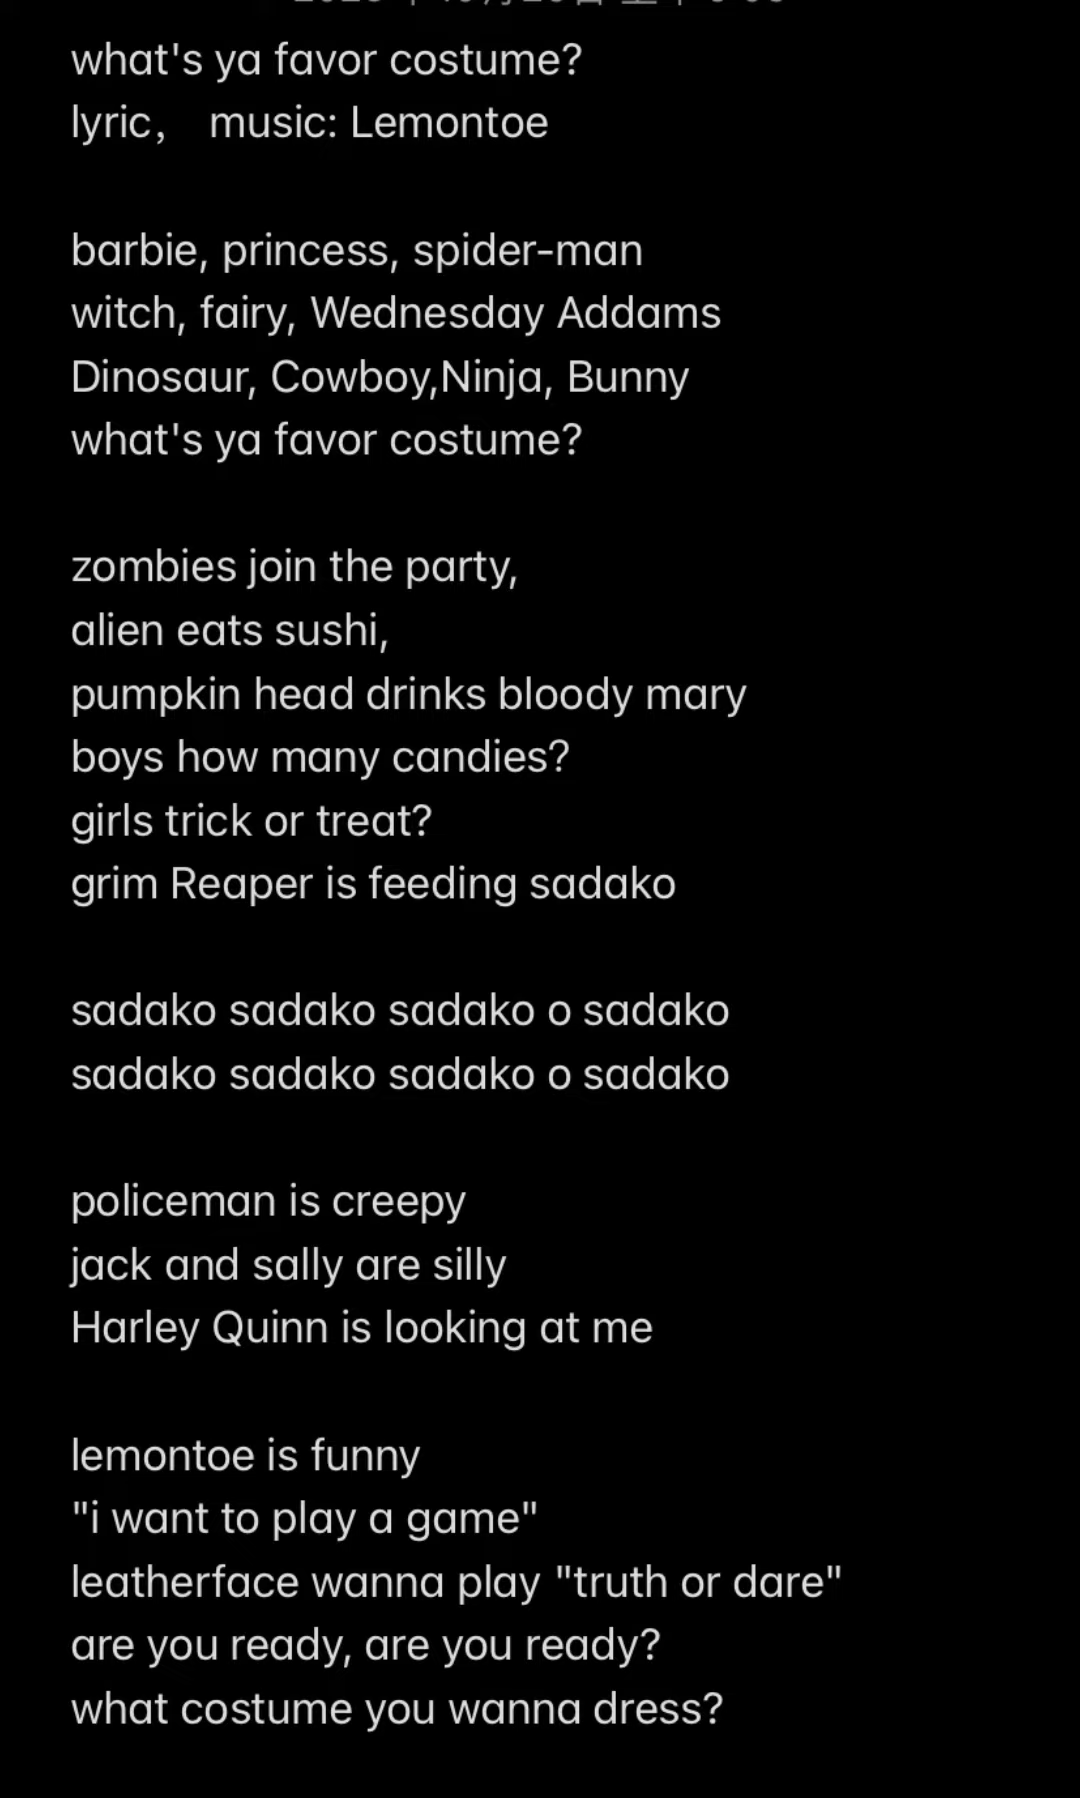 what's ya favor costume?
lyric， music: Lemontoe
barbie, princess, spider-man
witch, fairy, Wednesday Addams
Dinosaur, Cowboy,Ninja, Bunny
what's ya favor costume?
zombies join the party,
alien eats sushi,
pumpkin head drinks bloody mary
boys how many candies?
girls trick or treat?
grim Reaper is feeding sadako
sadako sadako sadako o sadako
sadako sadako sadako o sadako
policeman is creepy
jack and sally are silly
Harley Quinn is looking at me
lemontoe is funny
"i want to play a game"
leatherface wanna play "truth or dare"
are you ready, are you ready?
what costume you wanna dress?